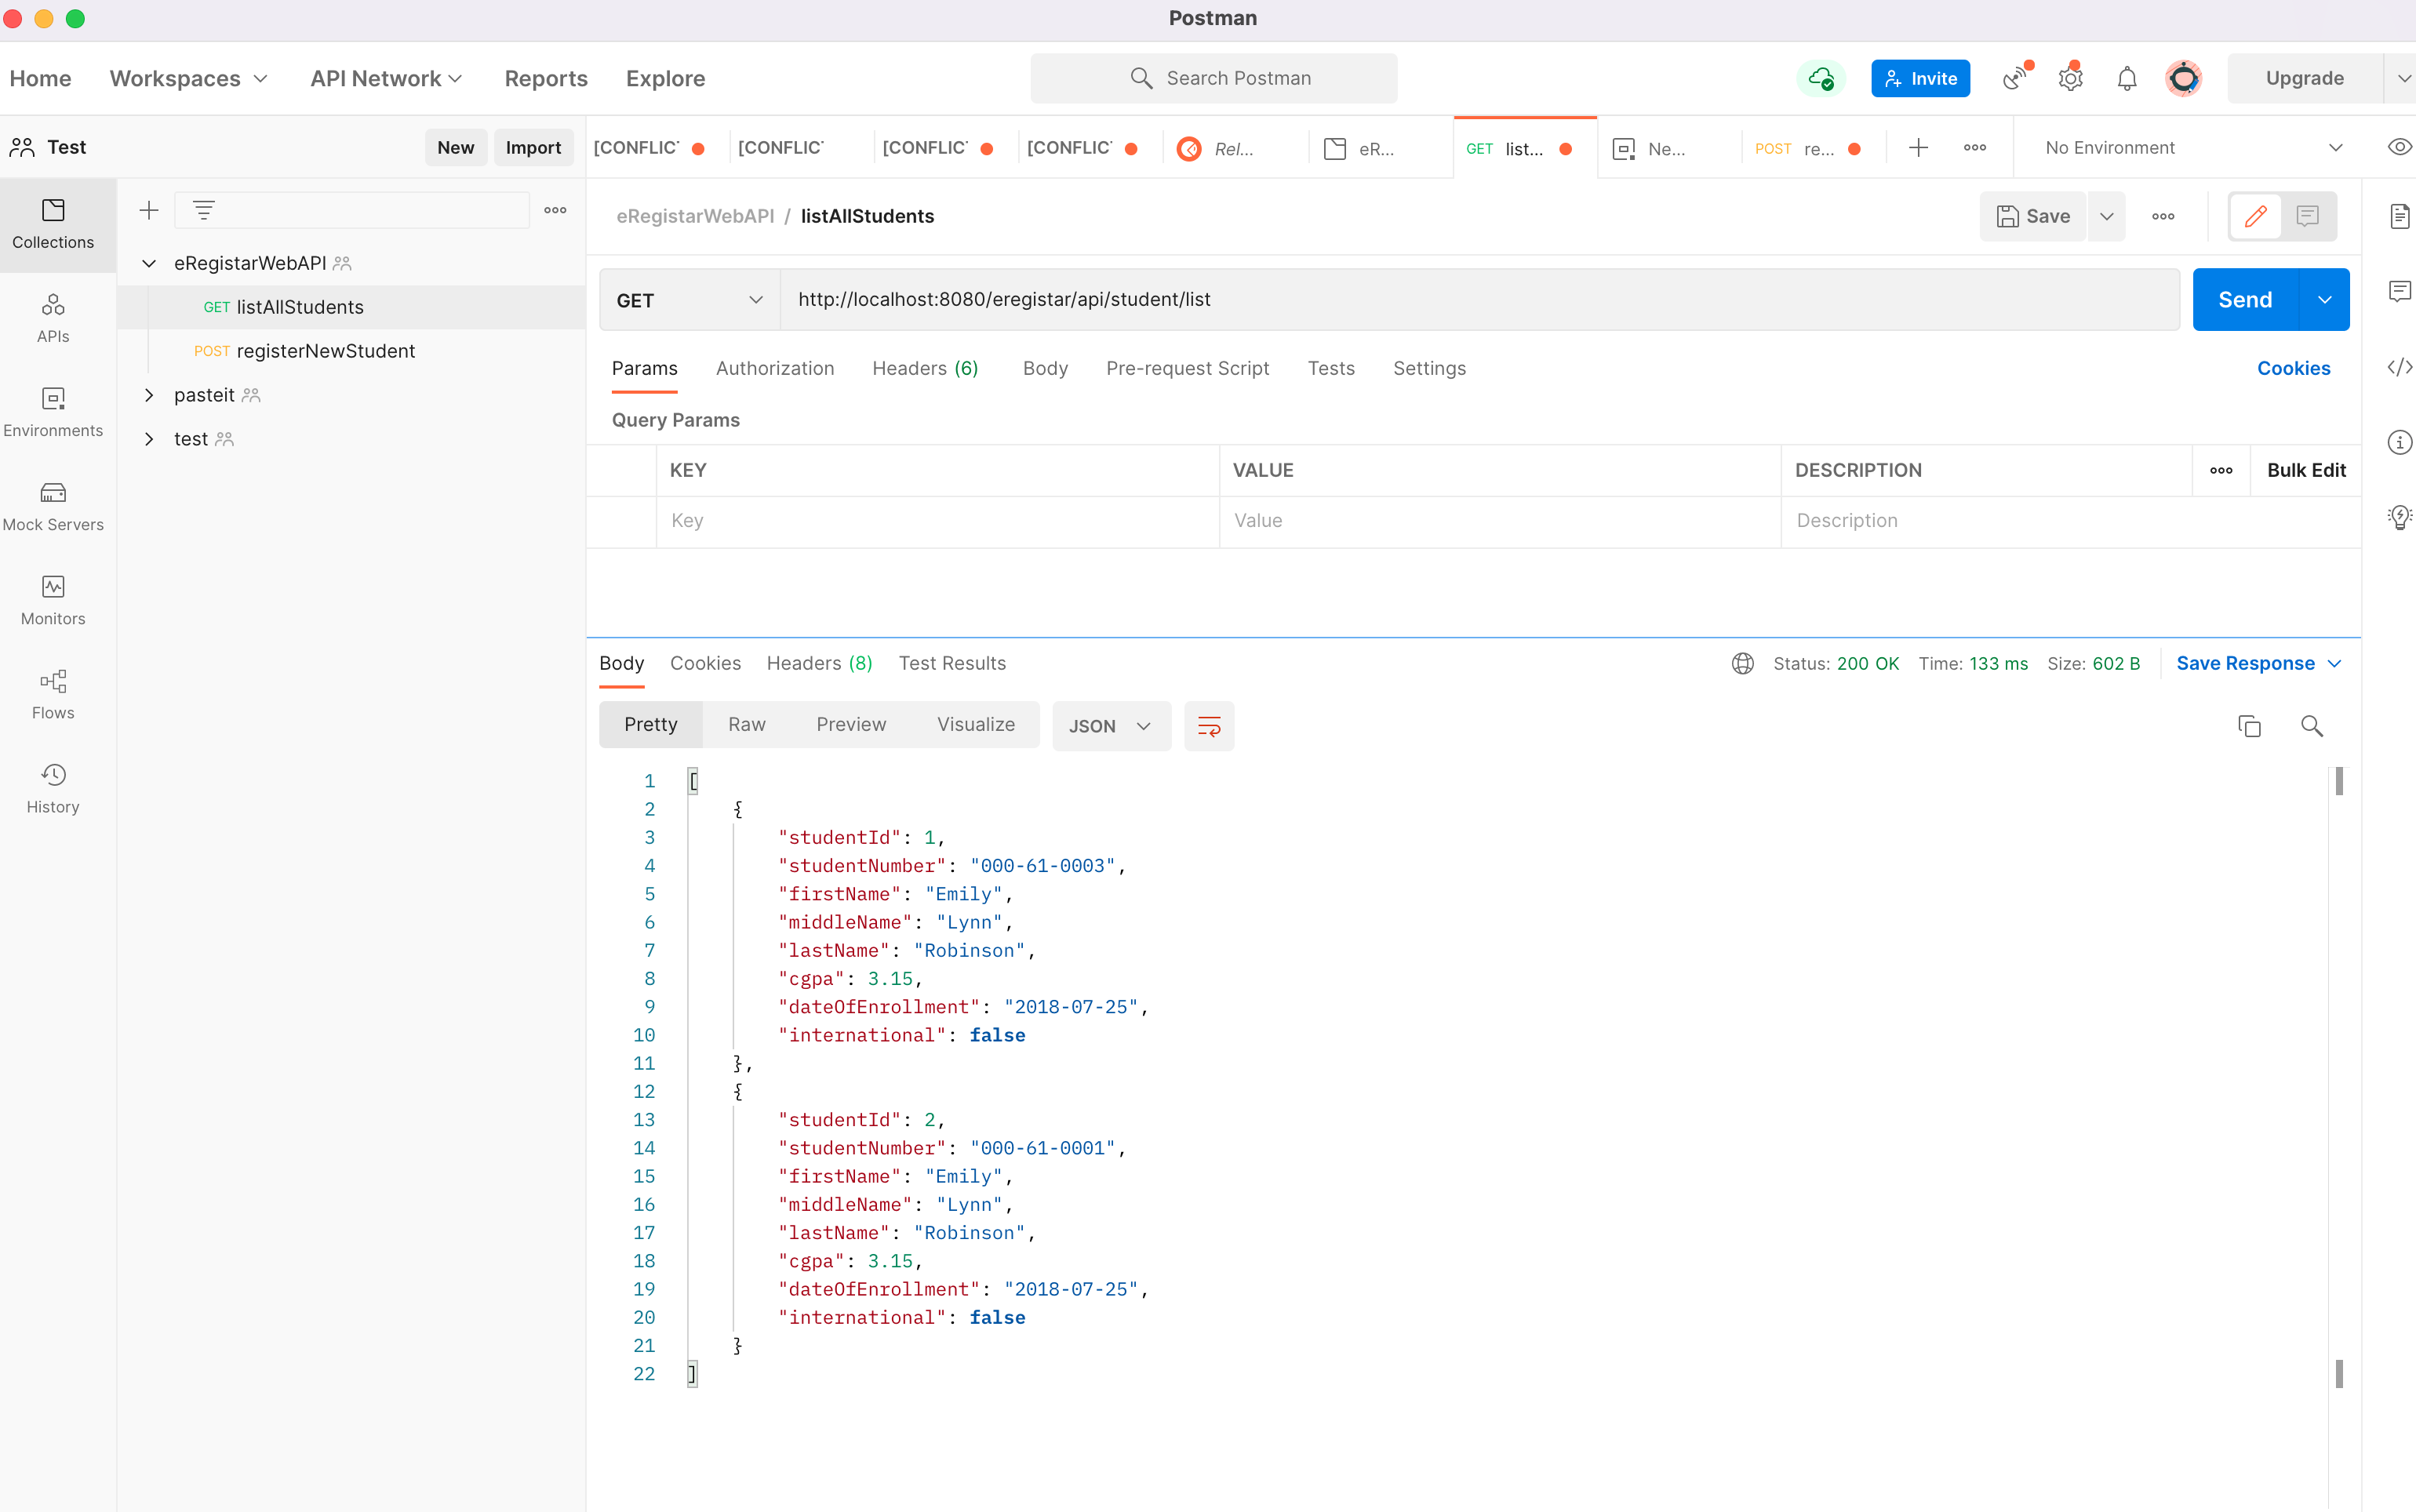 Postman
Home Workspaces API Network Reports Explore Search Postman Invite Upgrade
Test New Import
[CONFLIC [CONFLIC [CONFLIC [CONFLIC Rel... eR... GET list... Ne... POST re... No Environment
eRegistarWebAPI / listAllStudents Save
Collections
APIs
Environments
Mock Servers
Monitors
Flows
History
eRegistarWebAPI
GET listAllStudents
POST registerNewStudent
pasteit
test
GET http://localhost:8080/eregistar/api/student/list Send
Params Authorization Headers (6) Body Pre-request Script Tests Settings Cookies
Query Params
KEY VALUE DESCRIPTION Bulk Edit
Key Value Description
Body Cookies Headers (8) Test Results Status: 200 OK Time: 133 ms Size: 602 B Save Response
Pretty Raw Preview Visualize JSON
1 [
2 {
3 "studentId": 1,
4 "studentNumber": "000-61-0003",
5 "firstName": "Emily",
6 "middleName": "Lynn",
7 "lastName": "Robinson",
8 "cgpa": 3.15,
9 "dateOfEnrollment": "2018-07-25",
10 "international": false
11 },
12 {
13 "studentId": 2,
14 "studentNumber": "000-61-0001",
15 "firstName": "Emily",
16 "middleName": "Lynn",
17 "lastName": "Robinson",
18 "cgpa": 3.15,
19 "dateOfEnrollment": "2018-07-25",
20 "international": false
21 }
22 ]